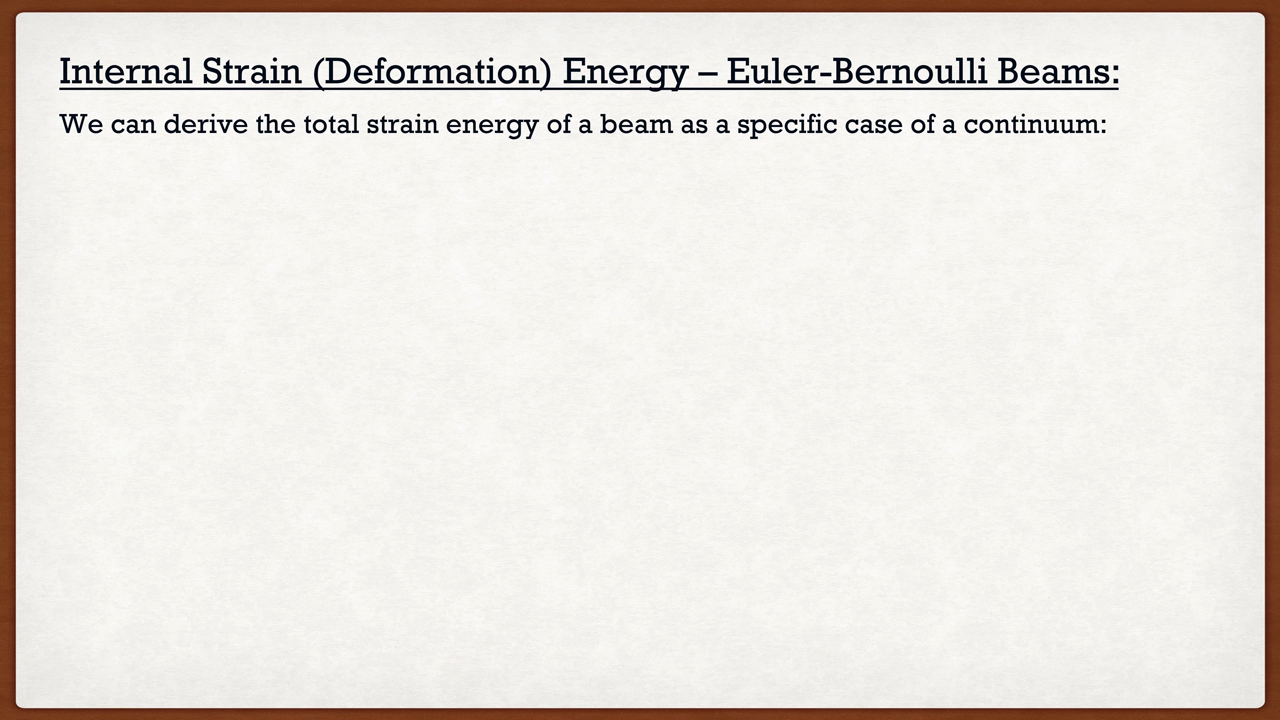 Internal Strain (Deformation) Energy – Euler-Bernoulli Beams:
We can derive the total strain energy of a beam as a specific case of a continuum: